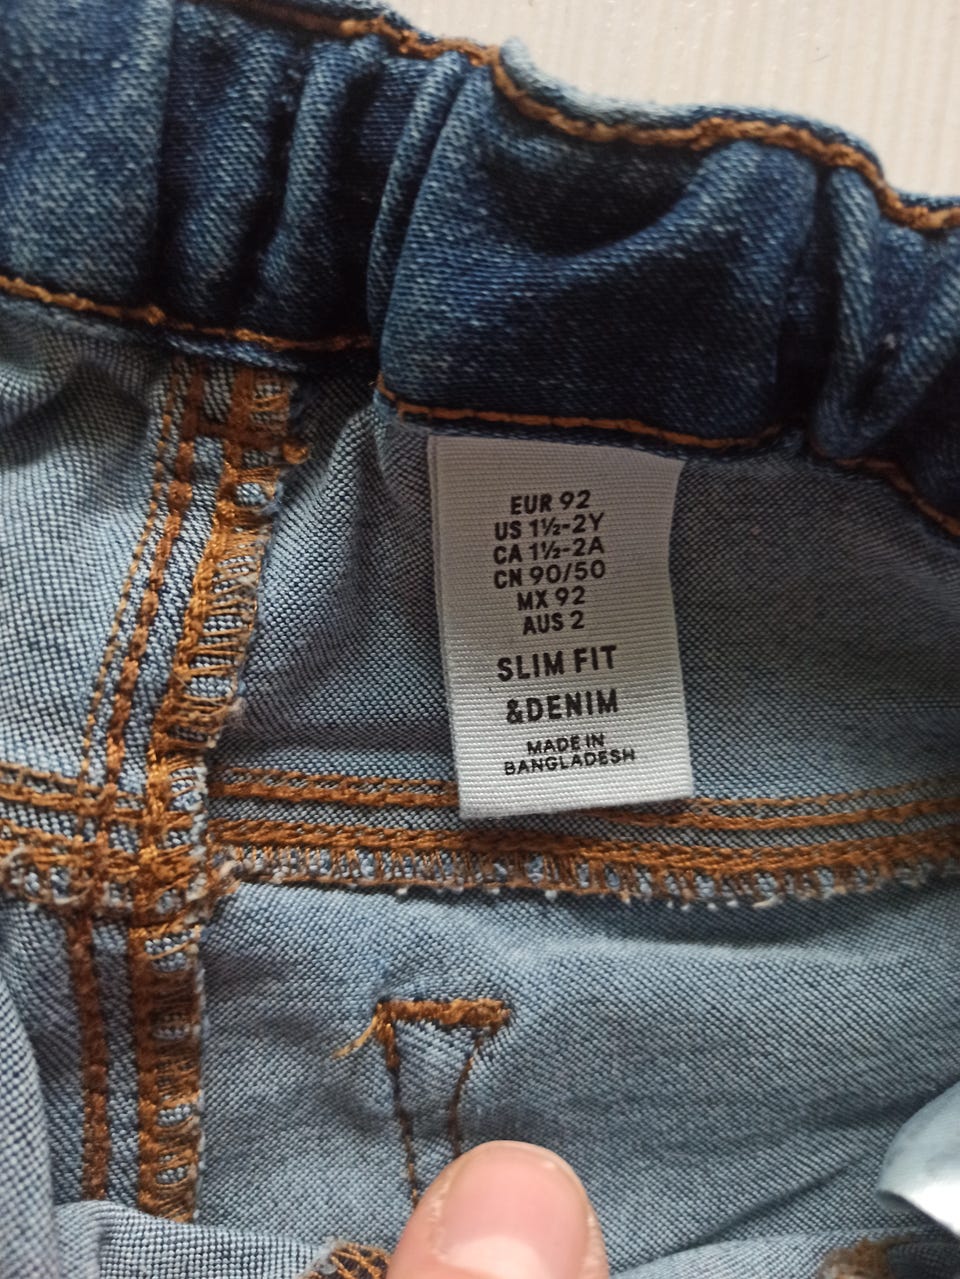 EUR 92
US 1½-2Y
CA 1½-2A
CN 90/50
MX 92
AUS 2
SLIM FIT
&DENIM
MADE IN
BANGLADESH